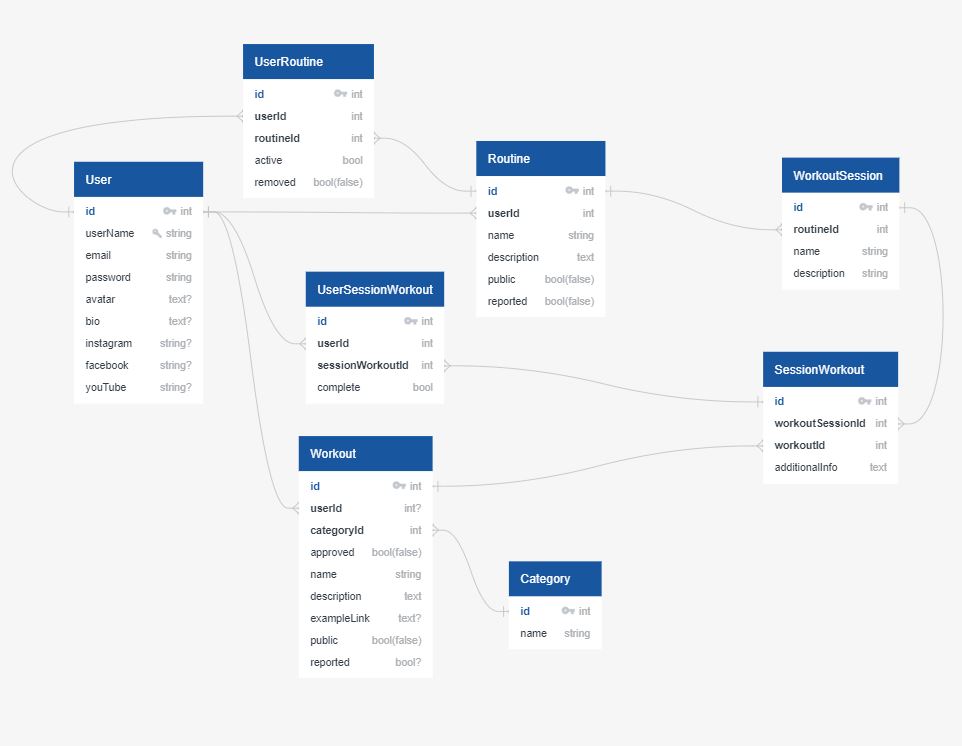 UserRoutine
id int
userId int
routineId int
active bool
removed bool(false)
User
id int
userName string
email string
password string
avatar text?
bio text?
instagram string?
facebook string?
youTube string?
Routine
id int
userId int
name string
description text
public bool(false)
reported bool(false)
WorkoutSession
id int
routineId int
name string
description string
UserSessionWorkout
id int
userId int
sessionWorkoutId int
complete bool
SessionWorkout
id int
workoutSessionId int
workoutId int
additionalInfo text
Workout
id int
userId int?
categoryId int
approved bool(false)
name string
description text
exampleLink text?
public bool(false)
reported bool?
Category
id int
name string